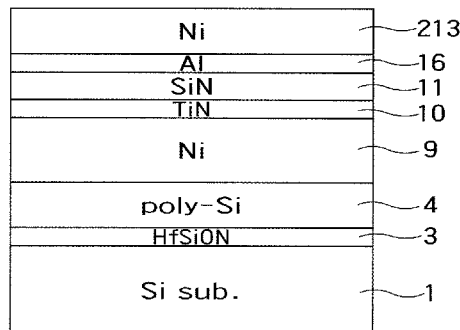 Ni 213
Al 16
SiN 11
TiN 10
Ni 9
poly-Si 4
HfSiON 3
Si sub. 1